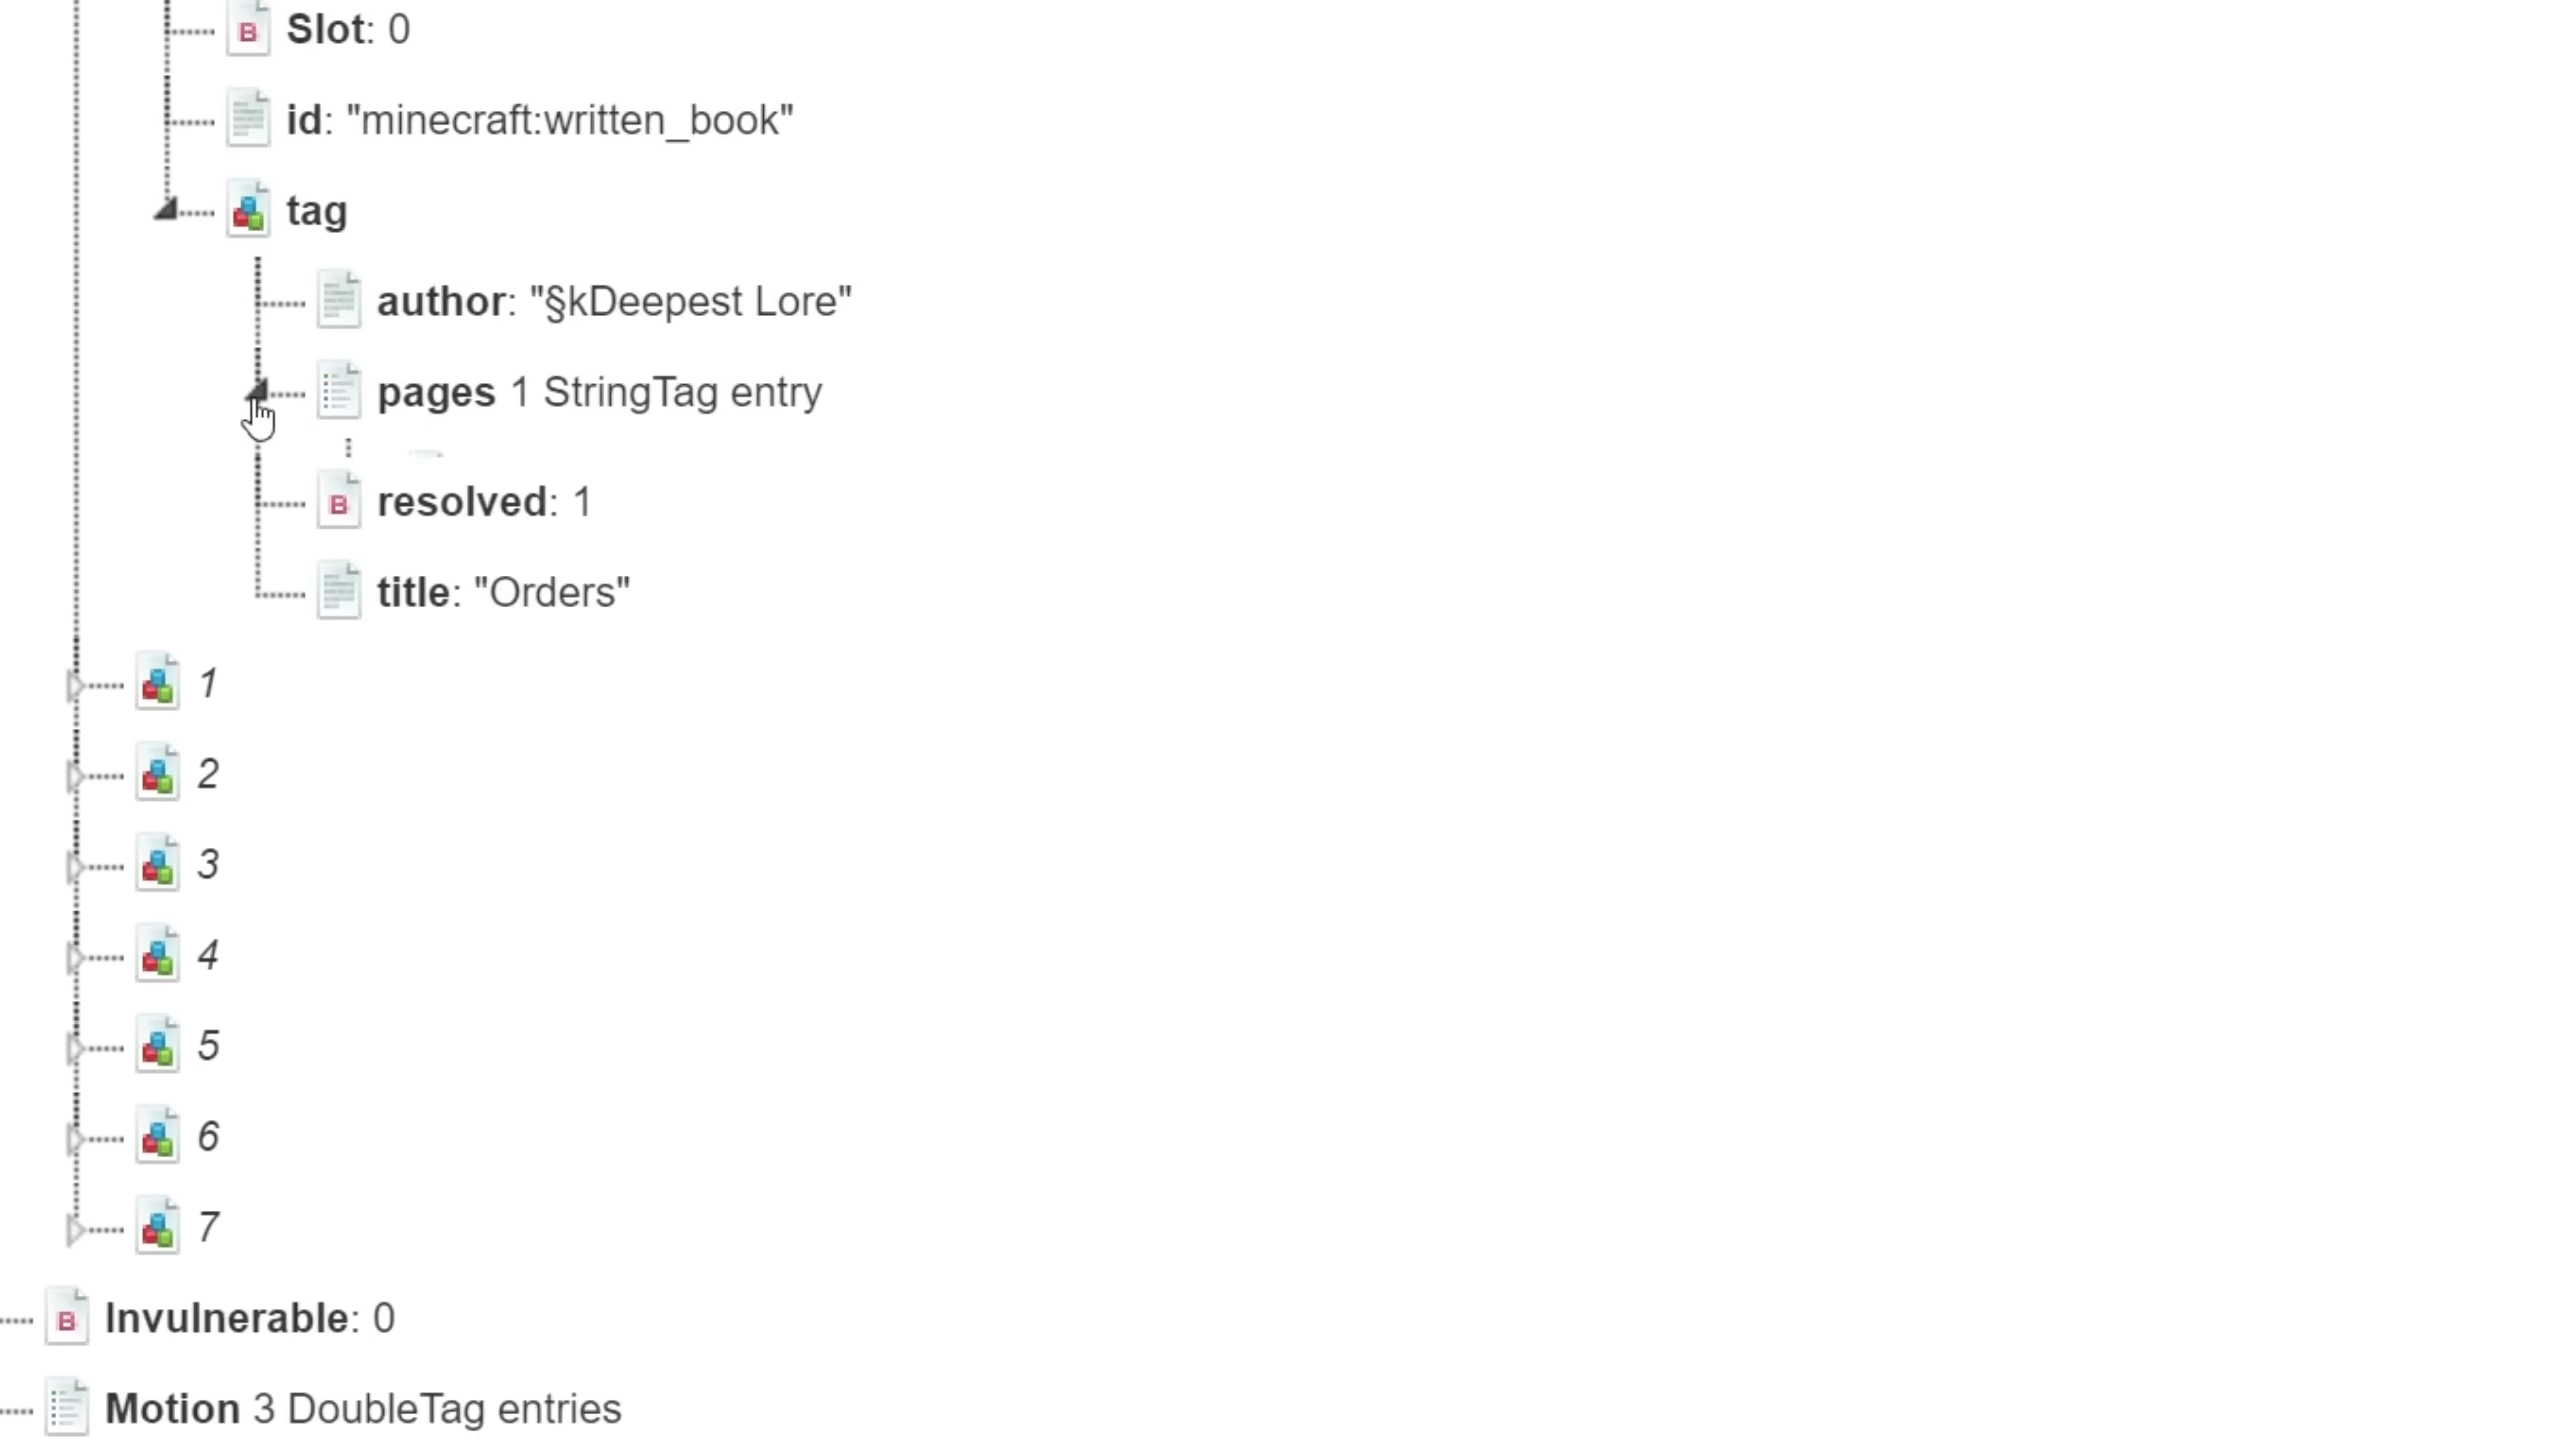 Slot: 0
id: "minecraft:written_book"
tag
author: "§kDeepest Lore"
pages 1 StringTag entry
resolved: 1
title: "Orders"
1
2
3
4
5
6
7
Invulnerable: 0
Motion 3 DoubleTag entries